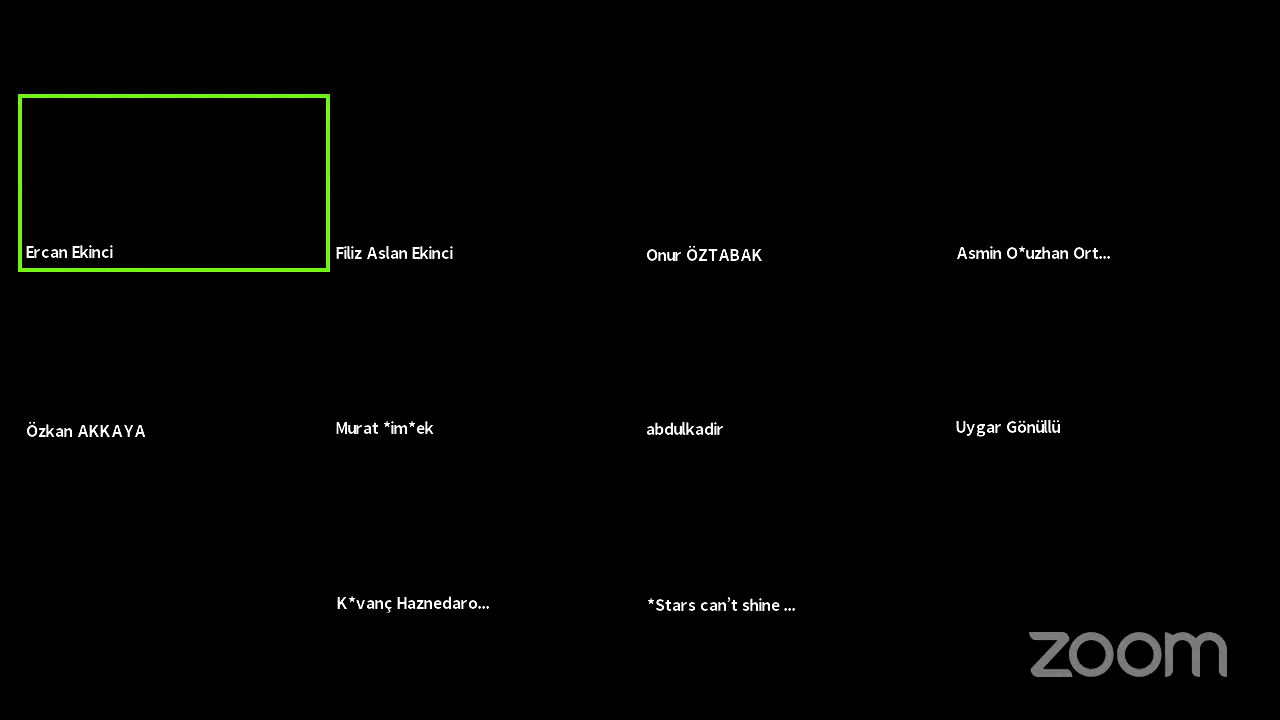 Ercan Ekinci
Filiz Aslan Ekinci
Onur ÖZTABAK
Asmin O*uzhan Ort...
Özkan AKKAYA
Murat *im*ek
abdulkadir
Uygar Gönüllü
K*vanç Haznedaro...
*Stars can’t shine ...
zoom